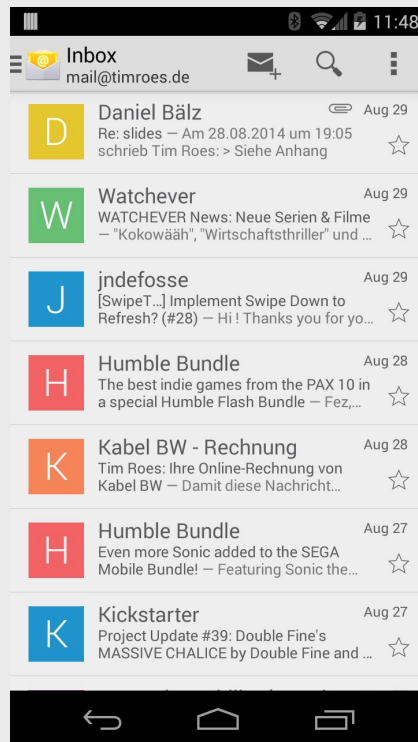 11:48
Inbox
mail@timroes.de
D
Daniel Bälz
Aug 29
Re: slides — Am 28.08.2014 um 19:05
schrieb Tim Roes: > Siehe Anhang
W
Watchever
Aug 29
WATCHEVER News: Neue Serien & Filme
— "Kokowääh", "Wirtschaftsthriller" und ...
J
jndefosse
Aug 29
[SwipeT...] Implement Swipe Down to
Refresh? (#28) — Hi ! Thanks you for yo...
H
Humble Bundle
Aug 28
The best indie games from the PAX 10 in
a special Humble Flash Bundle — Fez,...
K
Kabel BW - Rechnung
Aug 28
Tim Roes: Ihre Online-Rechnung von
Kabel BW — Damit diese Nachricht...
H
Humble Bundle
Aug 27
Even more Sonic added to the SEGA
Mobile Bundle! — Featuring Sonic the...
K
Kickstarter
Aug 27
Project Update #39: Double Fine's
MASSIVE CHALICE by Double Fine and ...